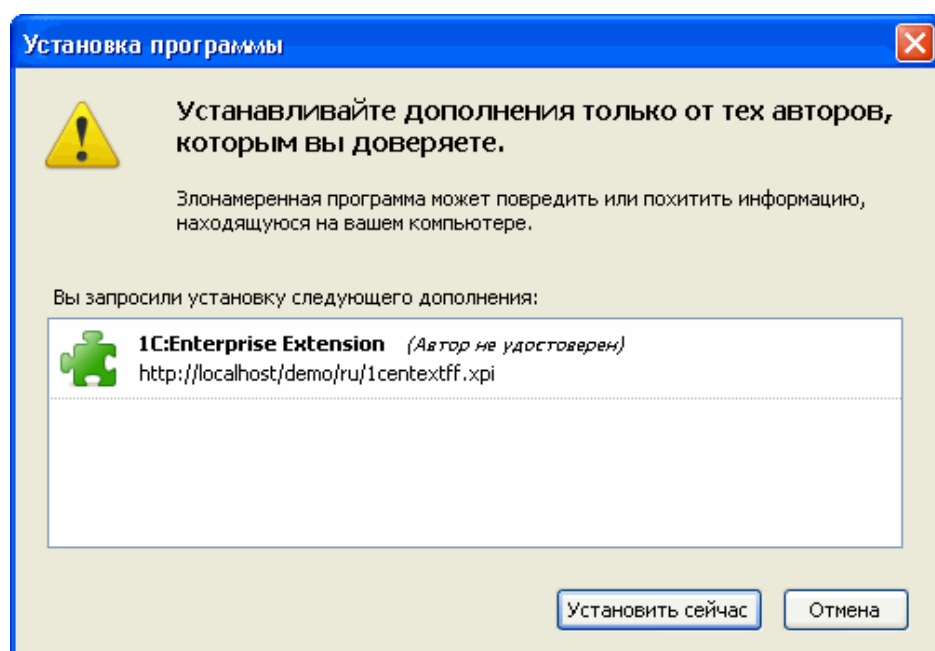 Установка программы
Устанавливайте дополнения только от тех авторов,
которым вы доверяете.
Злонамеренная программа может повредить или похитить информацию,
находящуюся на вашем компьютере.
Вы запросили установку следующего дополнения:
1C:Enterprise Extension (Автор не удостоверен)
http://localhost/demo/ru/1centextff.xpi
Установить сейчас Отмена